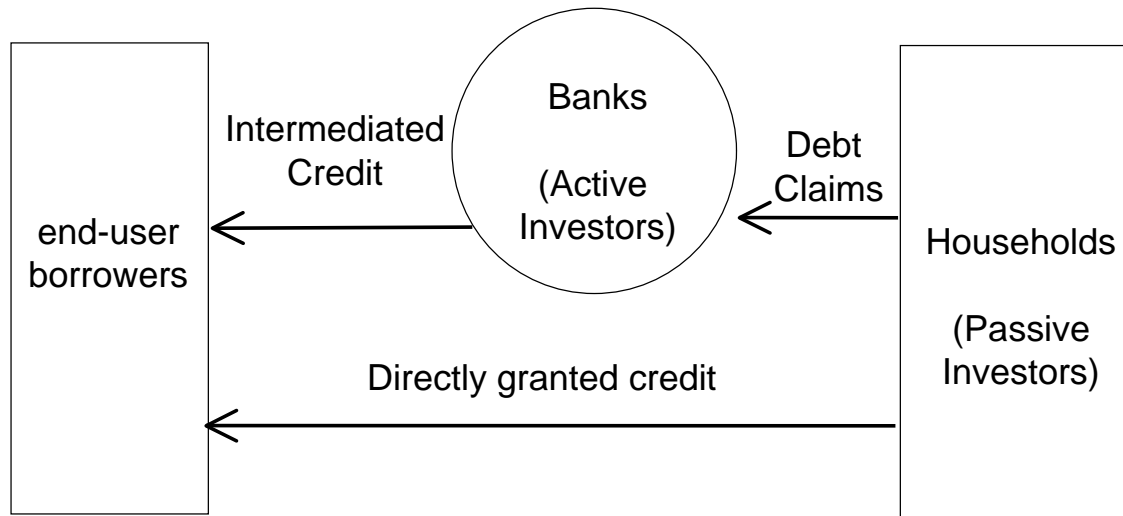 end-user
borrowers
Intermediated
Credit
Banks
(Active
Investors)
Debt
Claims
Households
(Passive
Investors)
Directly granted credit